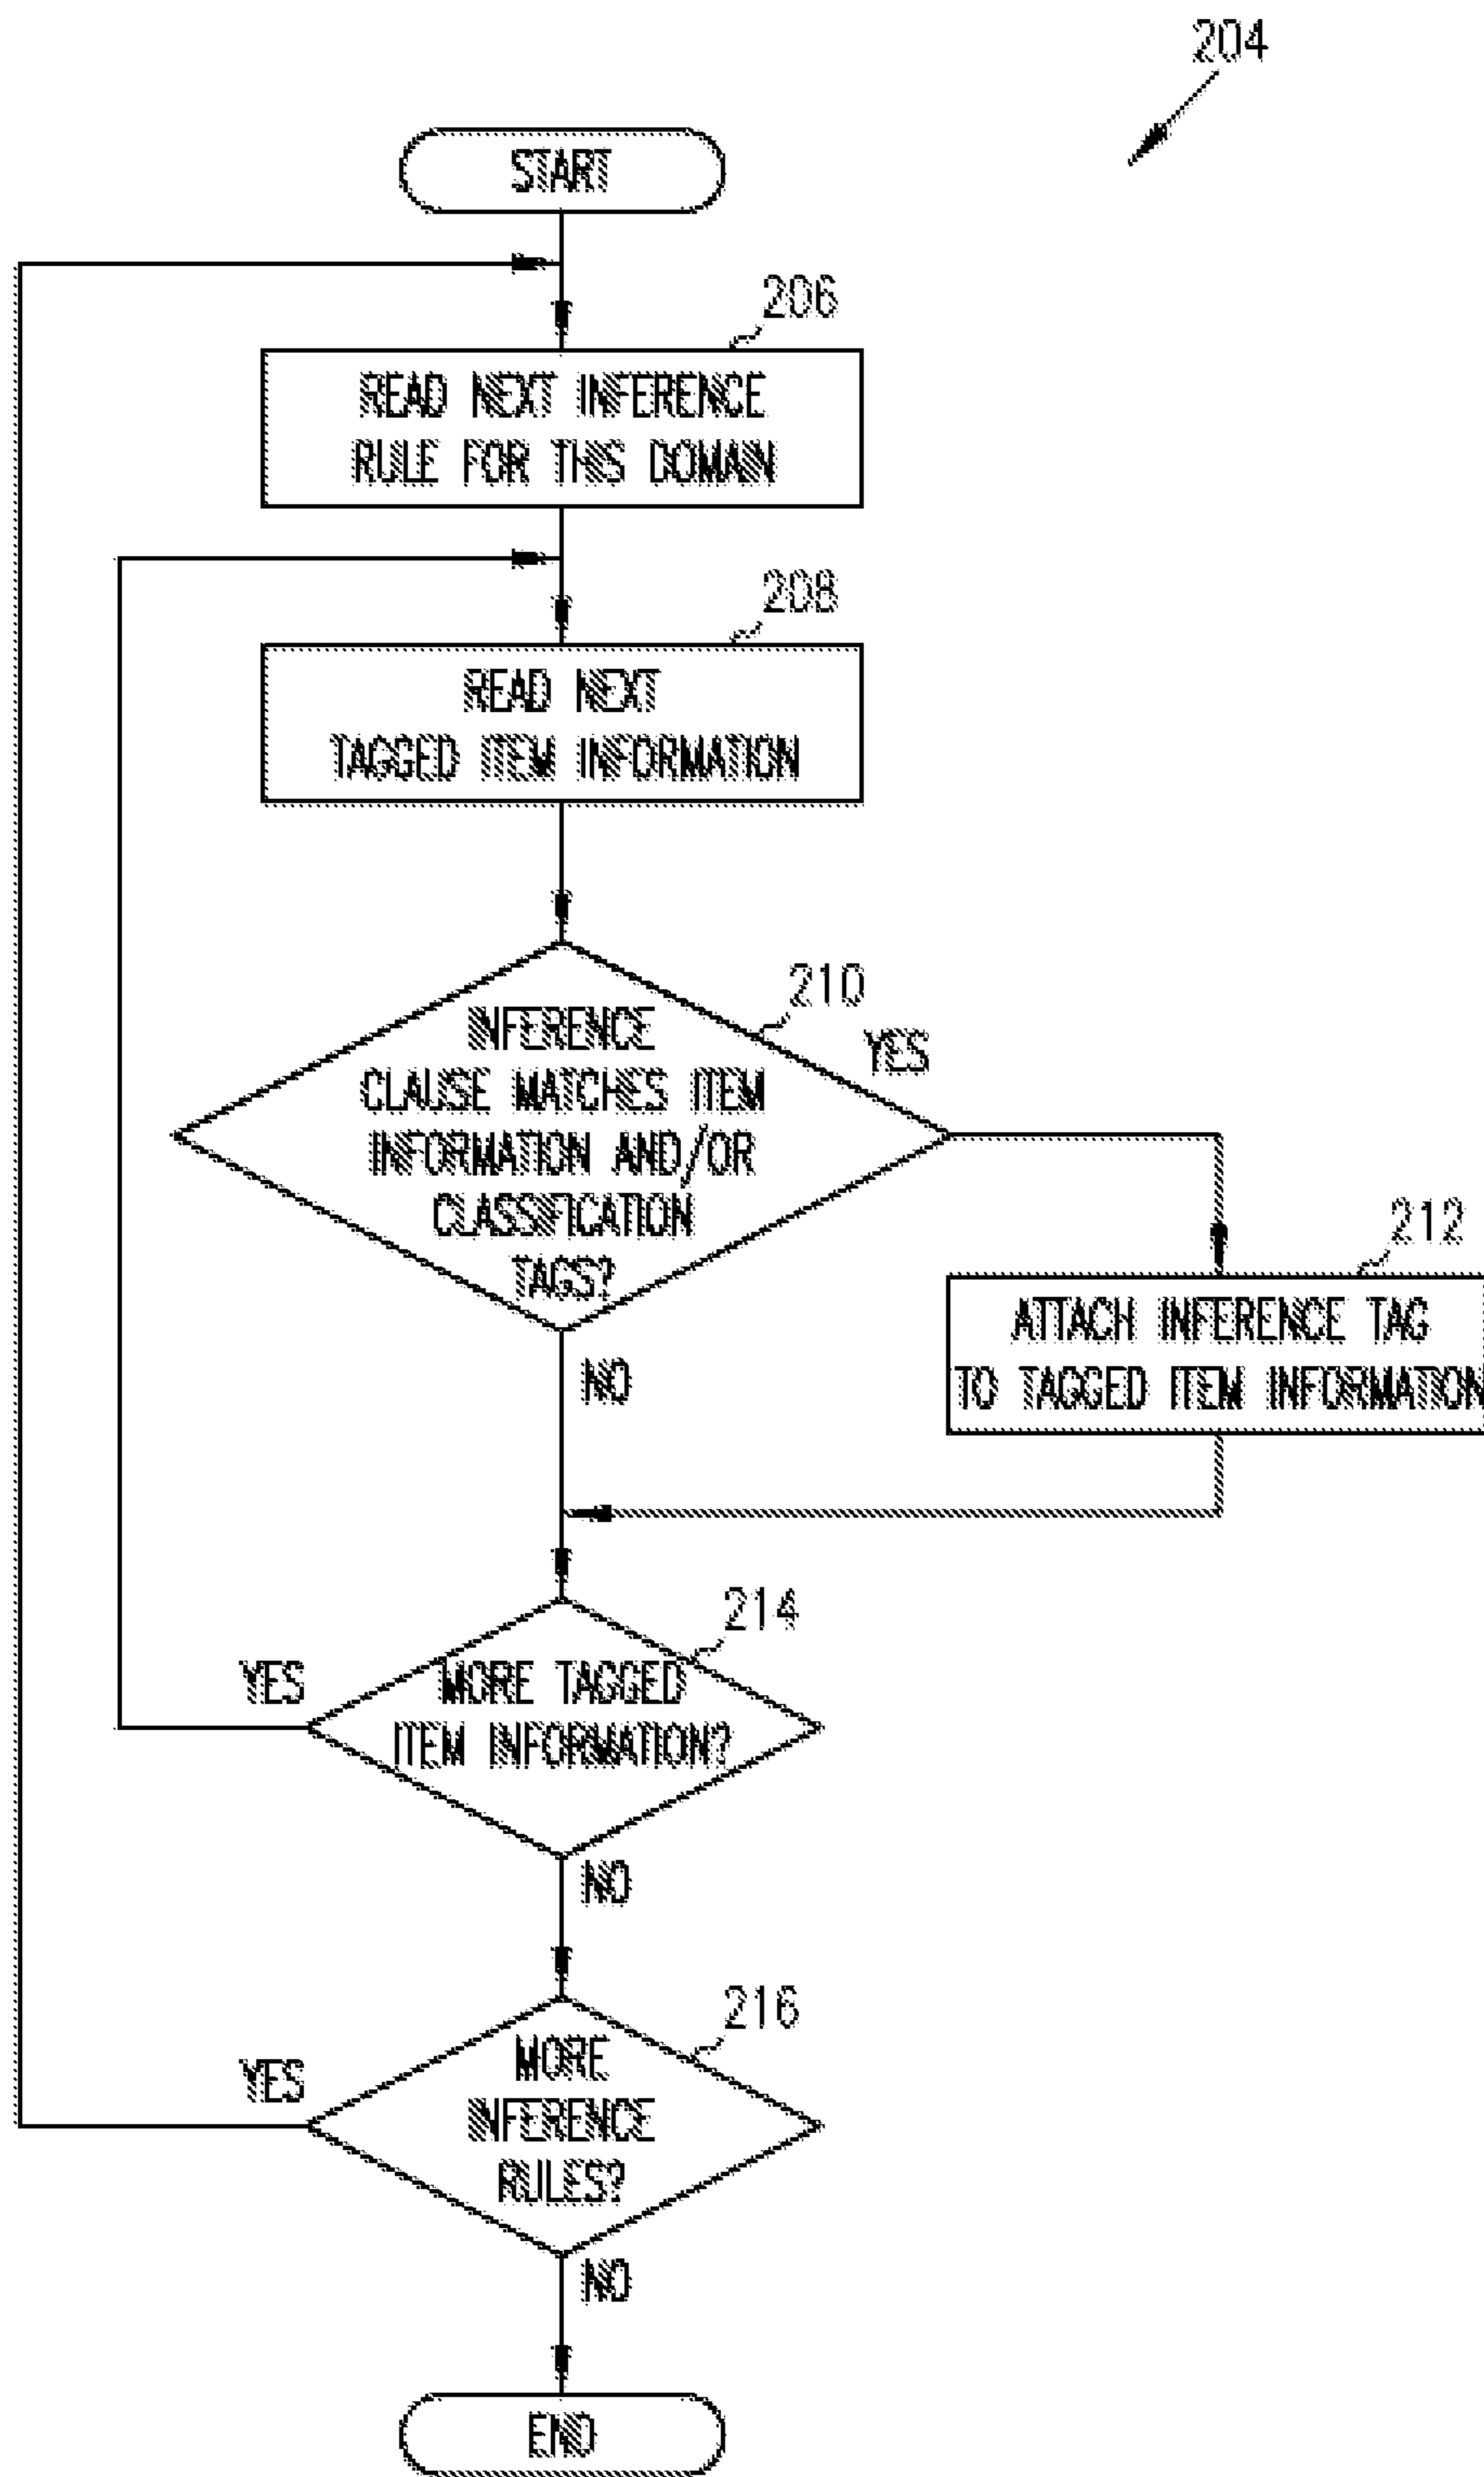 204
START
206
READ NEXT INFERENCE
RULE FOR THIS DOMAIN
208
READ NEXT
TAGGED ITEM INFORMATION
210
INFERENCE
YES
CLAUSE MATCHES ITEM
INFORMATION AND/OR
CLASSIFICATION
TAGS?
212
ATTACH INFERENCE TAG
TO TAGGED ITEM INFORMATION
NO
214
YES
MORE TAGGED
ITEM INFORMATION?
NO
216
MORE
YES
INFERENCE
RULES?
NO
END